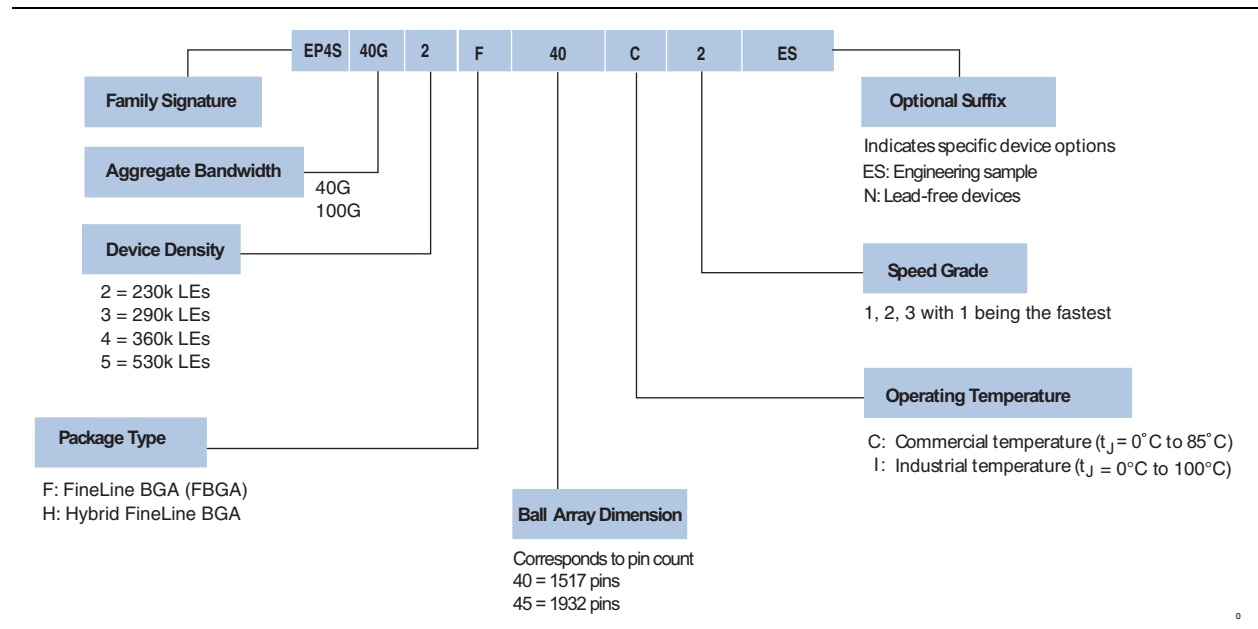 EP4S 40G 2 F 40 C 2 ES
Family Signature
Aggregate Bandwidth
40G
100G
Device Density
2 = 230k LEs
3 = 290k LEs
4 = 360k LEs
5 = 530k LEs
Package Type
F: FineLine BGA (FBGA)
H: Hybrid FineLine BGA
Ball Array Dimension
Corresponds to pin count
40 = 1517 pins
45 = 1932 pins
Optional Suffix
Indicates specific device options
ES: Engineering sample
N: Lead-free devices
Speed Grade
1, 2, 3 with 1 being the fastest
Operating Temperature
C: Commercial temperature (tJ = 0°C to 85°C)
I: Industrial temperature (tJ = 0°C to 100°C)
0